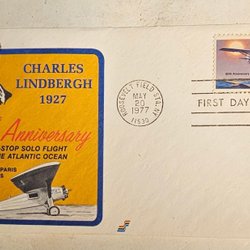 CHARLES
LINDBERGH
1927
Anniversary
-STOP SOLO FLIGHT
E ATLANTIC OCEAN
PARIS
S
ROOSEVELT FIELD STA. NY
MAY
20
1977
11530
FIRST DAY